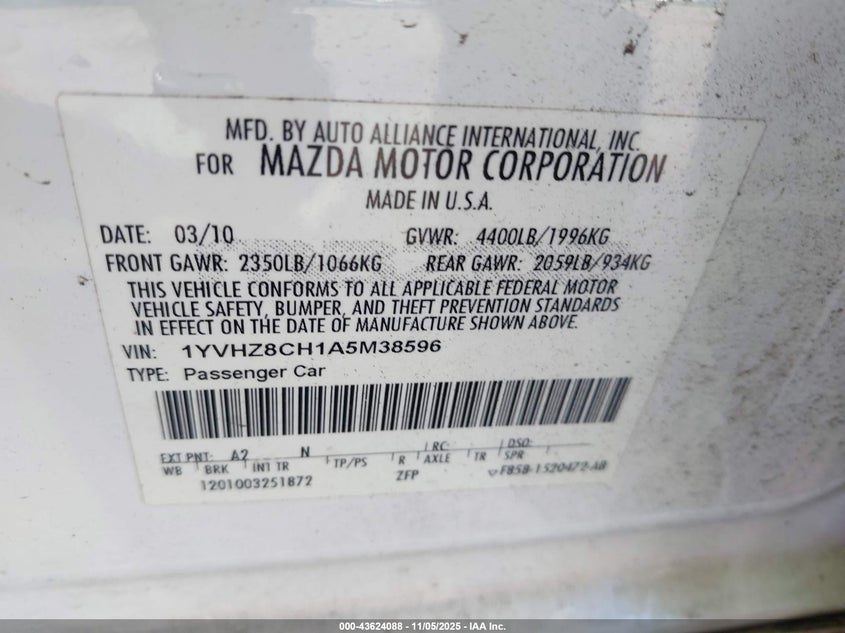 MFD. BY AUTO ALLIANCE INTERNATIONAL, INC.
FOR MAZDA MOTOR CORPORATION
MADE IN U.S.A.
DATE: 03/10 GVWR: 4400LB/1996KG
FRONT GAWR: 2350LB/1066KG REAR GAWR: 2059LB/934KG
THIS VEHICLE CONFORMS TO ALL APPLICABLE FEDERAL MOTOR
VEHICLE SAFETY, BUMPER, AND THEFT PREVENTION STANDARDS
IN EFFECT ON THE DATE OF MANUFACTURE SHOWN ABOVE.
VIN: 1YVHZ8CH1A5M38596
TYPE: Passenger Car
EXT PNT: A2 N RC: DSO:
WB BRK INT TR TP/PS R AXLE TR SPR
1201003251872 ZFP F85B-1520472-AB
000-43624088 - 11/05/2025 - IAA Inc.